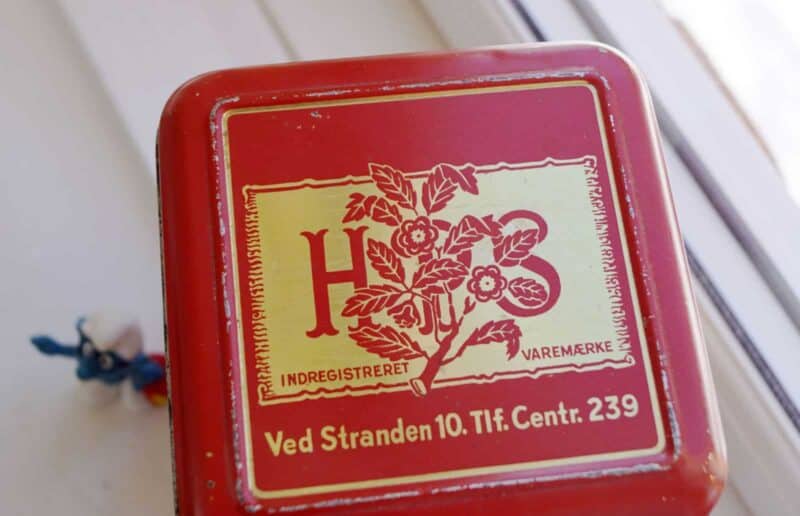 H
S
INDREGISTRERET VAREMÆRKE
Ved Stranden 10. Tlf. Centr. 239